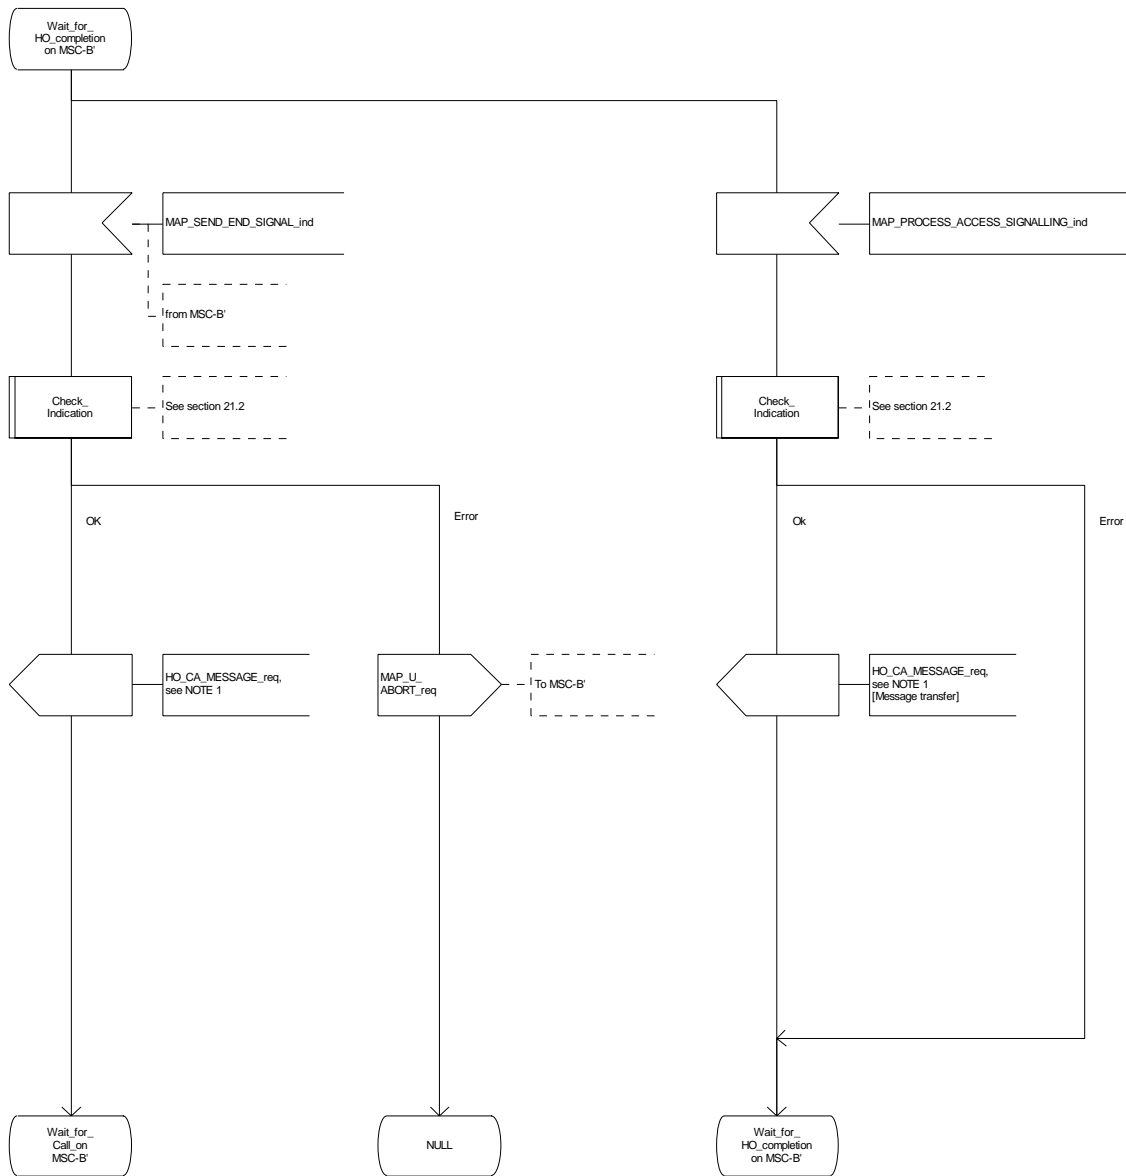 Wait_for_
HO_completion
on MSC-B'
MAP_SEND_END_SIGNAL_ind
MAP_PROCESS_ACCESS_SIGNALLING_ind
from MSC-B'
Check_
Indication
See section 21.2
Check_
Indication
See section 21.2
OK
Error
Ok
Error
HO_CA_MESSAGE_req,
see NOTE 1
MAP_U_
ABORT_req
To MSC-B'
HO_CA_MESSAGE_req,
see NOTE 1
[Message transfer]
Wait_for_
Call_on
MSC-B'
NULL
Wait_for_
HO_completion
on MSC-B'